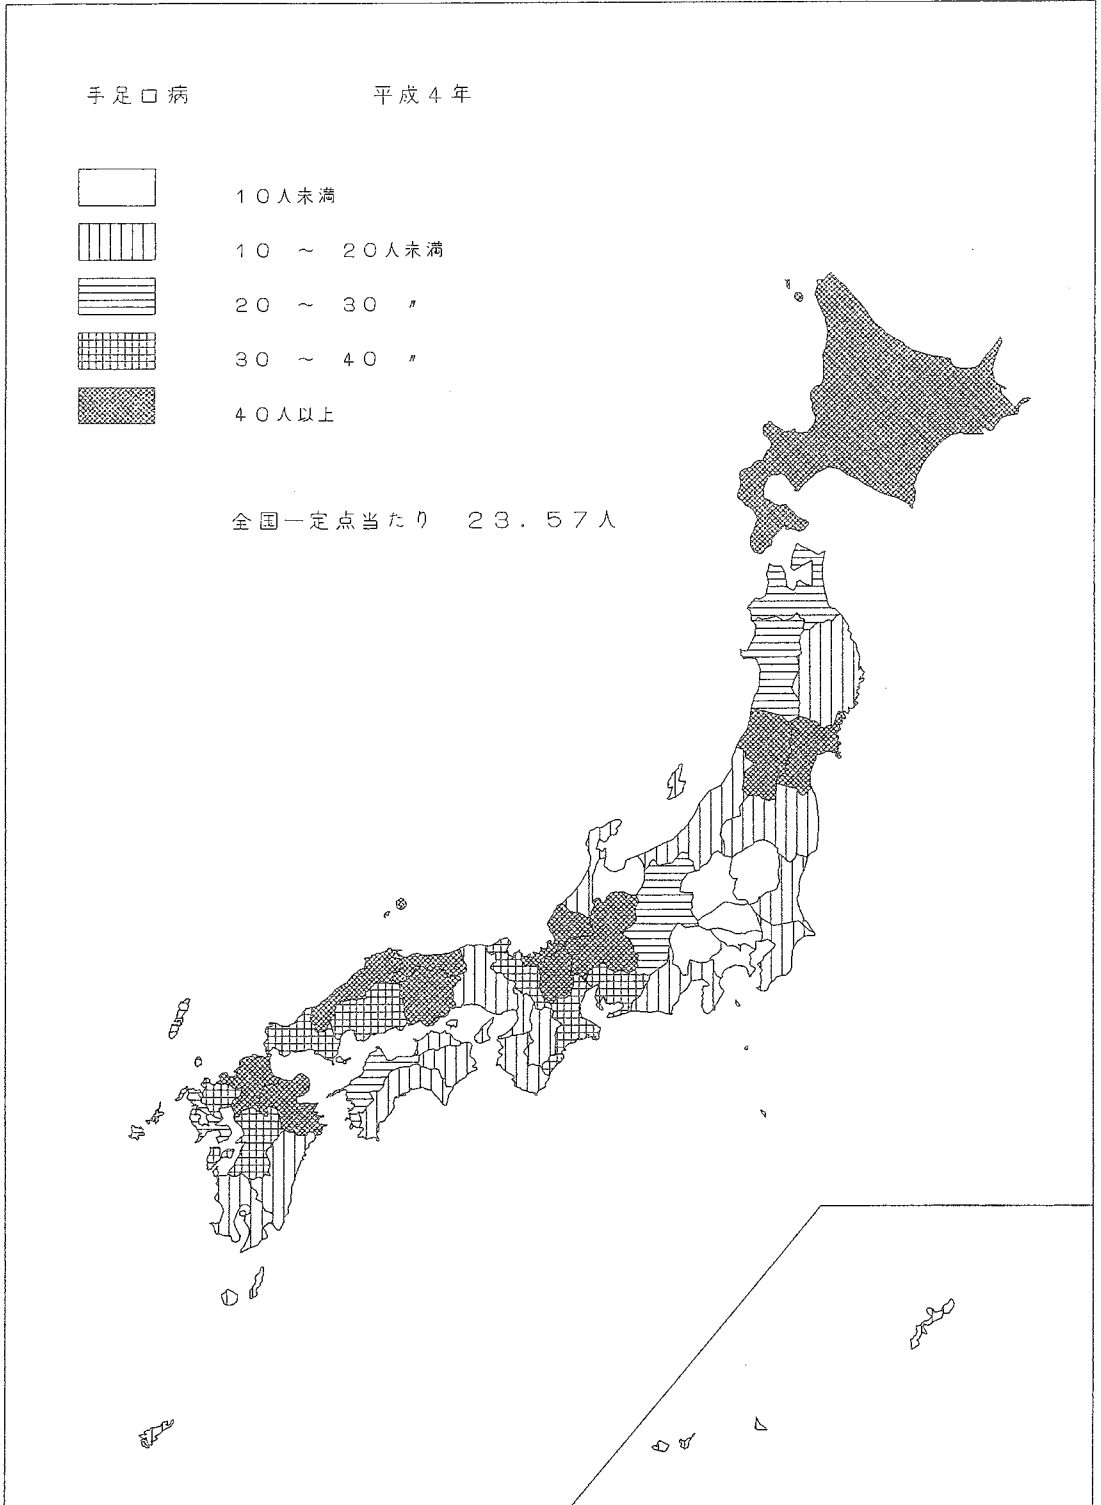 手足口病 平成4年
10人未満
10 ～ 20人未満
20 ～ 30 〃
30 ～ 40 〃
40人以上
全国一定点当たり 23.57人